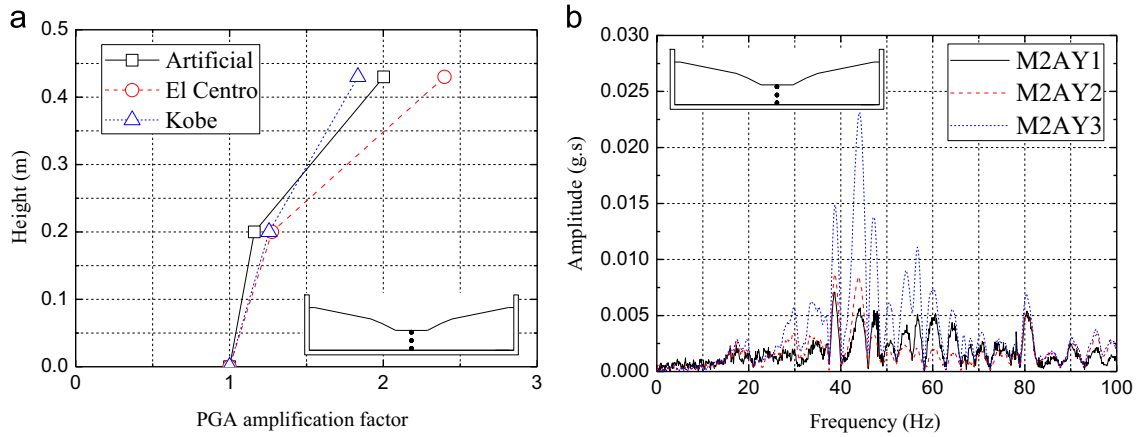 a
0.5
0.4
0.3
0.2
0.1
0.0
Height (m)
Artificial
El Centro
Kobe
0
1
2
3
PGA amplification factor
b
0.030
0.025
0.020
0.015
0.010
0.005
0.000
Amplitude (g.s)
M2AY1
M2AY2
M2AY3
0
20
40
60
80
100
Frequency (Hz)